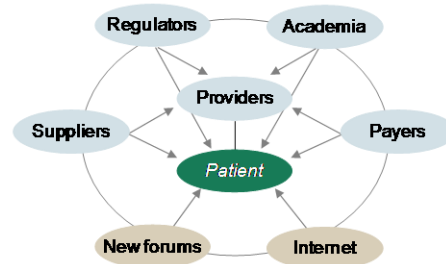 Regulators
Academia
Providers
Suppliers
Payers
Patient
New forums
Internet